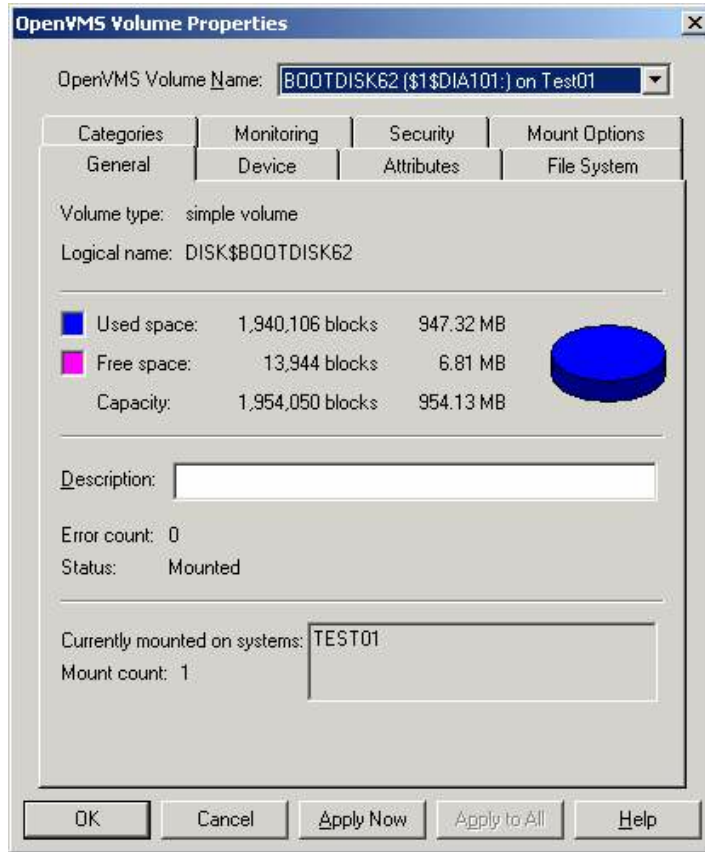 OpenVMS Volume Properties
OpenVMS Volume Name: BOOTDISK62 ($1$DIA101:) on Test01
Categories Monitoring Security Mount Options
General Device Attributes File System
Volume type: simple volume
Logical name: DISK$BOOTDISK62
Used space: 1,940,106 blocks 947.32 MB
Free space: 13,944 blocks 6.81 MB
Capacity: 1,954,050 blocks 954.13 MB
Description:
Error count: 0
Status: Mounted
Currently mounted on systems: TEST01
Mount count: 1
OK Cancel Apply Now Apply to All Help